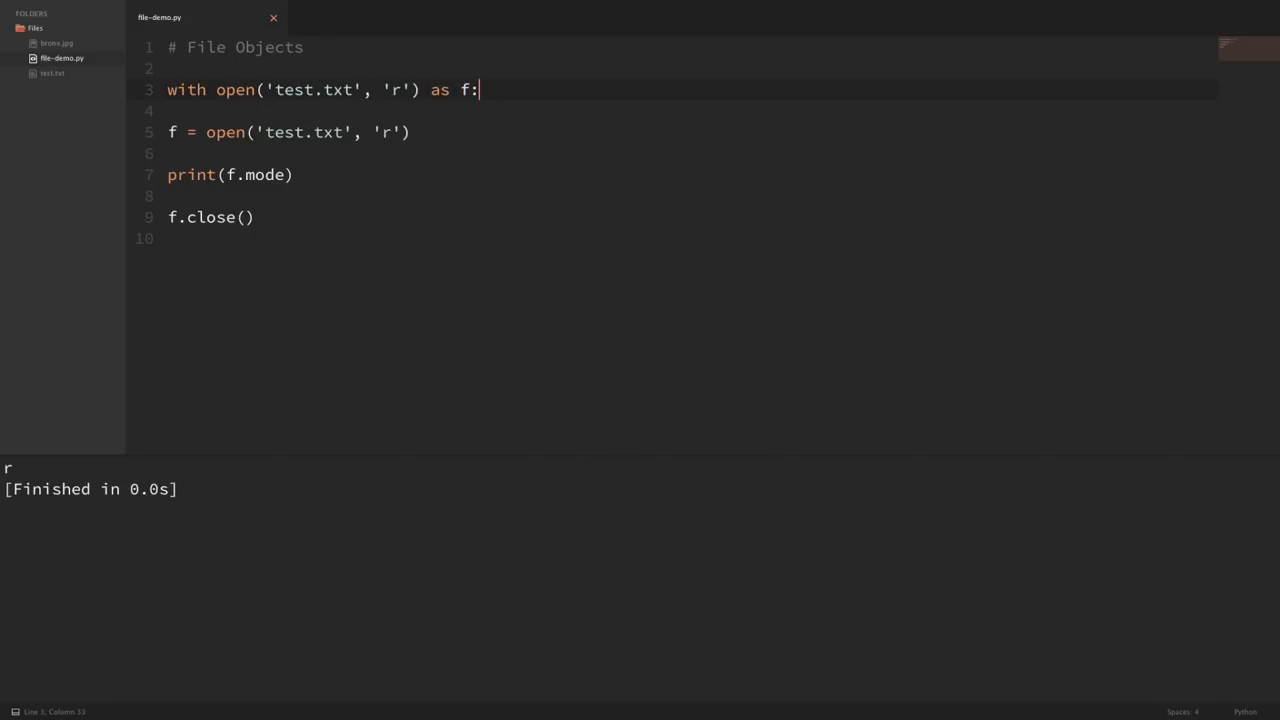 FOLDERS
Files
bronx.jpg
file-demo.py
test.txt
file-demo.py
1 # File Objects
2
3 with open('test.txt', 'r') as f:
4
5 f = open('test.txt', 'r')
6
7 print(f.mode)
8
9 f.close()
10
r
[Finished in 0.0s]
Line 3, Column 33
Spaces: 4
Python